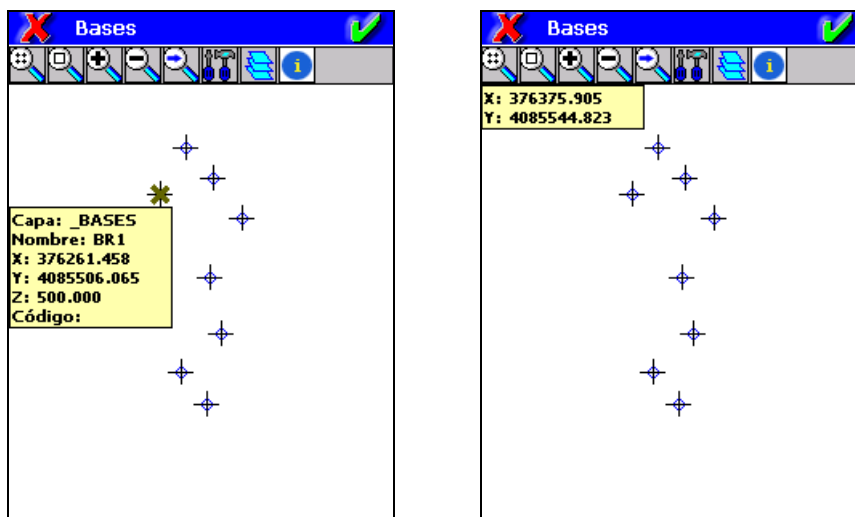 Bases
Capa: _BASES
Nombre: BR1
X: 376261.458
Y: 4085506.065
Z: 500.000
Código:
Bases
X: 376375.905
Y: 4085544.823